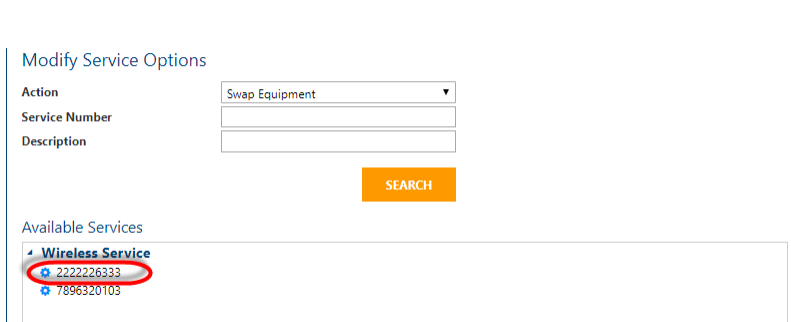 Modify Service Options
Action Swap Equipment
Service Number
Description
SEARCH
Available Services
Wireless Service
2222226333
7896320103